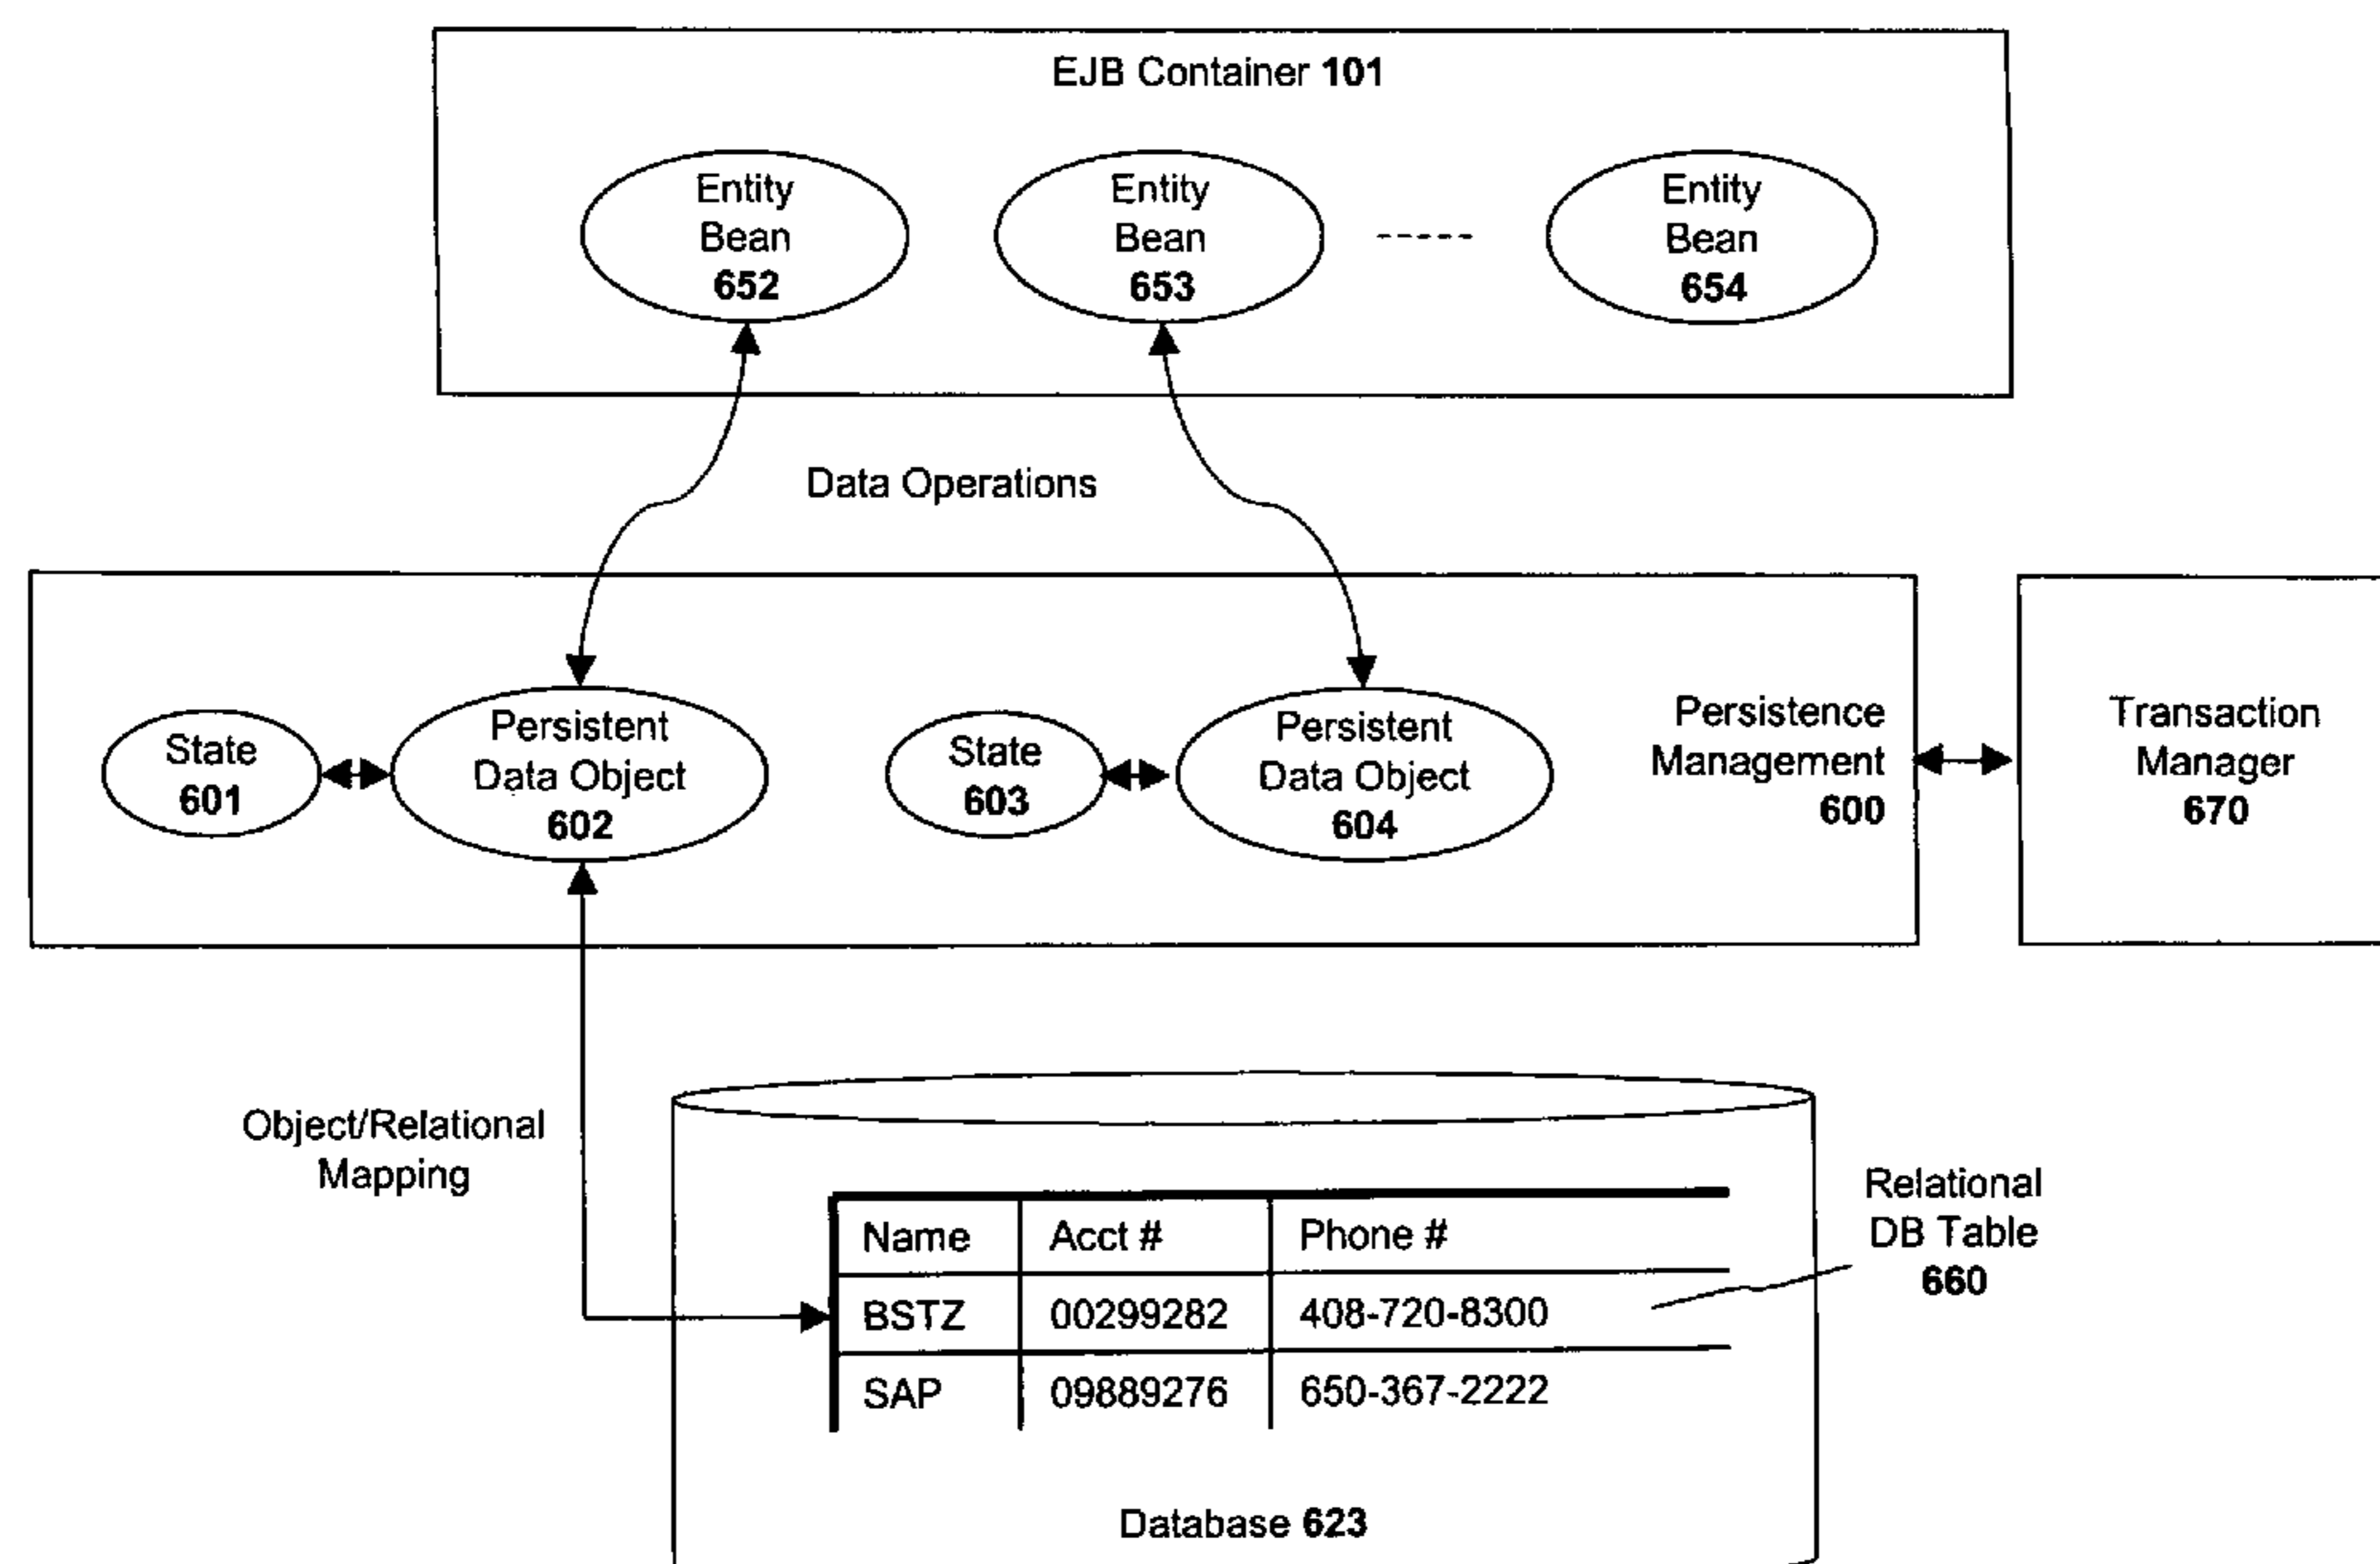 EJB Container 101
Entity
Bean
652
Entity
Bean
653
Entity
Bean
654
Data Operations
State
601
Persistent
Data Object
602
State
603
Persistent
Data Object
604
Persistence
Management
600
Transaction
Manager
670
Object/Relational
Mapping
Name Acct # Phone #
BSTZ 00299282 408-720-8300
SAP 09889276 650-367-2222
Relational
DB Table
660
Database 623